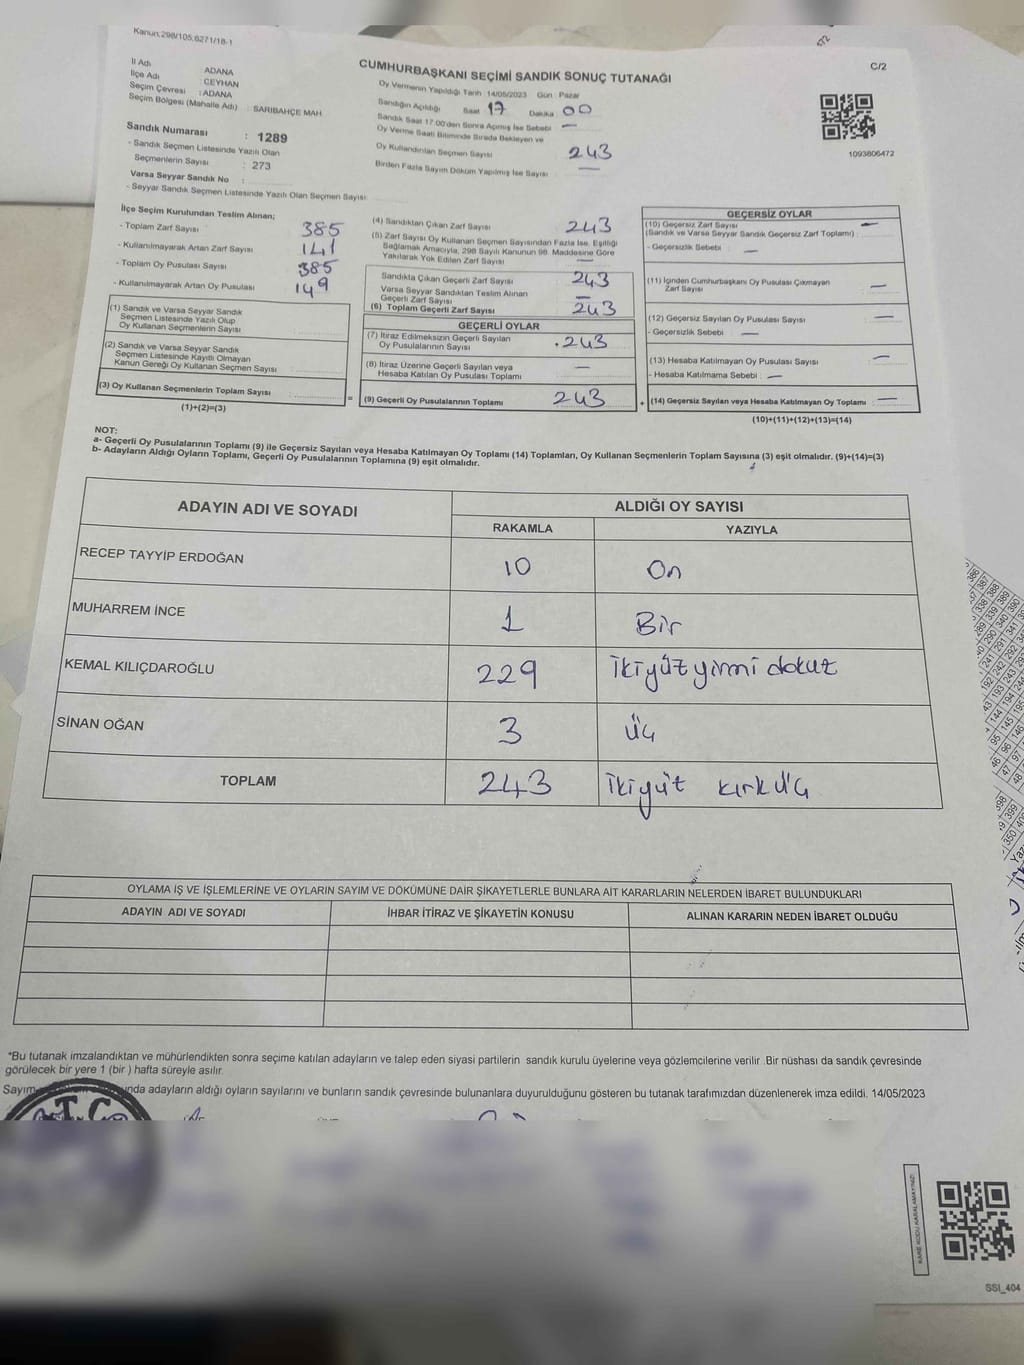 Kanun:298/105,6271/18-1
C/2
İl Adı : ADANA
İlçe Adı : CEYHAN
Seçim Çevresi : ADANA
Seçim Bölgesi (Mahalle Adı) : SARIBAHÇE MAH.
Sandık Numarası : 1289
- Sandık Seçmen Listesinde Yazılı Olan
Seçmenlerin Sayısı : 273
Varsa Seyyar Sandık No :
- Seyyar Sandık Seçmen Listesinde Yazılı Olan Seçmen Sayısı:
CUMHURBAŞKANI SEÇİMİ SANDIK SONUÇ TUTANAĞI
Oy Vermenin Yapıldığı Tarih 14/05/2023 Gün : Pazar
Sandığın Açıldığı Saat 17 Dakika 00
Sandık Saat 17:00'den Sonra Açılmış İse Sebebi —
Oy Verme Saati Bitiminde Sırada Bekleyen ve
Oy Kullandırılan Seçmen Sayısı 243
Birden Fazla Sayım Döküm Yapılmış İse Sayısı —
1093806472
İlçe Seçim Kurulundan Teslim Alınan;
- Toplam Zarf Sayısı 385
- Kullanılmayarak Artan Zarf Sayısı 141
- Toplam Oy Pusulası Sayısı 385
- Kullanılmayarak Artan Oy Pusulası 149
(1) Sandık ve Varsa Seyyar Sandık
Seçmen Listesinde Yazılı Olup
Oy Kullanan Seçmenlerin Sayısı
(2) Sandık ve Varsa Seyyar Sandık
Seçmen Listesinde Kayıtlı Olmayan
Kanun Gereği Oy Kullanan Seçmen Sayısı
(3) Oy Kullanan Seçmenlerin Toplam Sayısı =
(1)+(2)=(3)
(4) Sandıktan Çıkan Zarf Sayısı 243
(5) Zarf Sayısı Oy Kullanan Seçmen Sayısından Fazla İse, Eşitliği
Sağlamak Amacıyla, 298 Sayılı Kanunun 98. Maddesine Göre
Yakılarak Yok Edilen Zarf Sayısı —
Sandıkta Çıkan Geçerli Zarf Sayısı 243
Varsa Seyyar Sandıktan Teslim Alınan
Geçerli Zarf Sayısı —
(6) Toplam Geçerli Zarf Sayısı 243
GEÇERLİ OYLAR
(7) İtiraz Edilmeksizin Geçerli Sayılan
Oy Pusulalarının Sayısı 243
(8) İtiraz Üzerine Geçerli Sayılan veya
Hesaba Katılan Oy Pusulası Toplamı —
(9) Geçerli Oy Pusulalarının Toplamı 243 +
GEÇERSİZ OYLAR
(10) Geçersiz Zarf Sayısı —
(Sandık ve Varsa Seyyar Sandık Geçersiz Zarf Toplamı) :
- Geçersizlik Sebebi : —
(11) İçinden Cumhurbaşkanı Oy Pusulası Çıkmayan
Zarf Sayısı —
(12) Geçersiz Sayılan Oy Pusulası Sayısı : —
- Geçersizlik Sebebi : —
(13) Hesaba Katılmayan Oy Pusulası Sayısı : —
- Hesaba Katılmama Sebebi : —
(14) Geçersiz Sayılan veya Hesaba Katılmayan Oy Toplamı : —
(10)+(11)+(12)+(13)=(14)
NOT:
a- Geçerli Oy Pusulalarının Toplamı (9) ile Geçersiz Sayılan veya Hesaba Katılmayan Oy Toplamı (14) Toplamları, Oy Kullanan Seçmenlerin Toplam Sayısına (3) eşit olmalıdır. (9)+(14)=(3)
b- Adayların Aldığı Oyların Toplamı, Geçerli Oy Pusulalarının Toplamına (9) eşit olmalıdır.
ADAYIN ADI VE SOYADI ALDIĞI OY SAYISI
RAKAMLA YAZIYLA
RECEP TAYYİP ERDOĞAN 10 On
MUHARREM İNCE 1 Bir
KEMAL KILIÇDAROĞLU 229 İkiyüzyirmi dokuz
SİNAN OĞAN 3 Üç
TOPLAM 243 İkiyüz kırk üç
OYLAMA İŞ VE İŞLEMLERİNE VE OYLARIN SAYIM VE DÖKÜMÜNE DAİR ŞİKAYETLERLE BUNLARA AİT KARARLARIN NELERDEN İBARET BULUNDUKLARI
ADAYIN ADI VE SOYADI İHBAR İTİRAZ VE ŞİKAYETİN KONUSU ALINAN KARARIN NEDEN İBARET OLDUĞU
*Bu tutanak imzalandıktan ve mühürlendikten sonra seçime katılan adayların ve talep eden siyasi partilerin sandık kurulu üyelerine veya gözlemcilerine verilir .Bir nüshası da sandık çevresinde
görülecek bir yere 1 (bir ) hafta süreyle asılır.
Sayım nda adayların aldığı oyların sayılarını ve bunların sandık çevresinde bulunanlara duyurulduğunu gösteren bu tutanak tarafımızdan düzenlenerek imza edildi. 14/05/2023
T.C.
KARE KODU KARALAMAYINIZ!
SSI_404